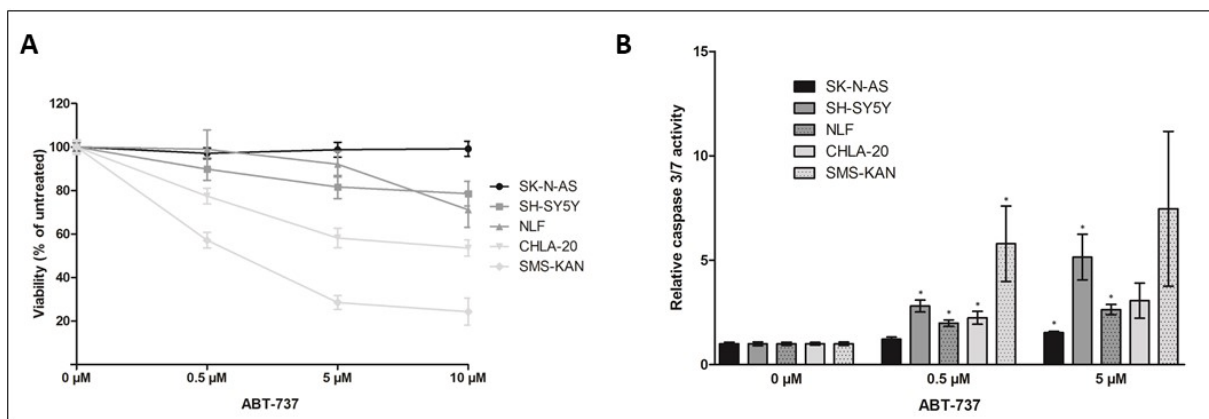 A
Viability (% of untreated)
120
100
80
60
40
20
0 µM
0.5 µM
5 µM
10 µM
ABT-737
SK-N-AS
SH-SY5Y
NLF
CHLA-20
SMS-KAN
B
Relative caspase 3/7 activity
15
10
5
0
SK-N-AS
SH-SY5Y
NLF
CHLA-20
SMS-KAN
* * * *
* * *
0 µM
0.5 µM
5 µM
ABT-737